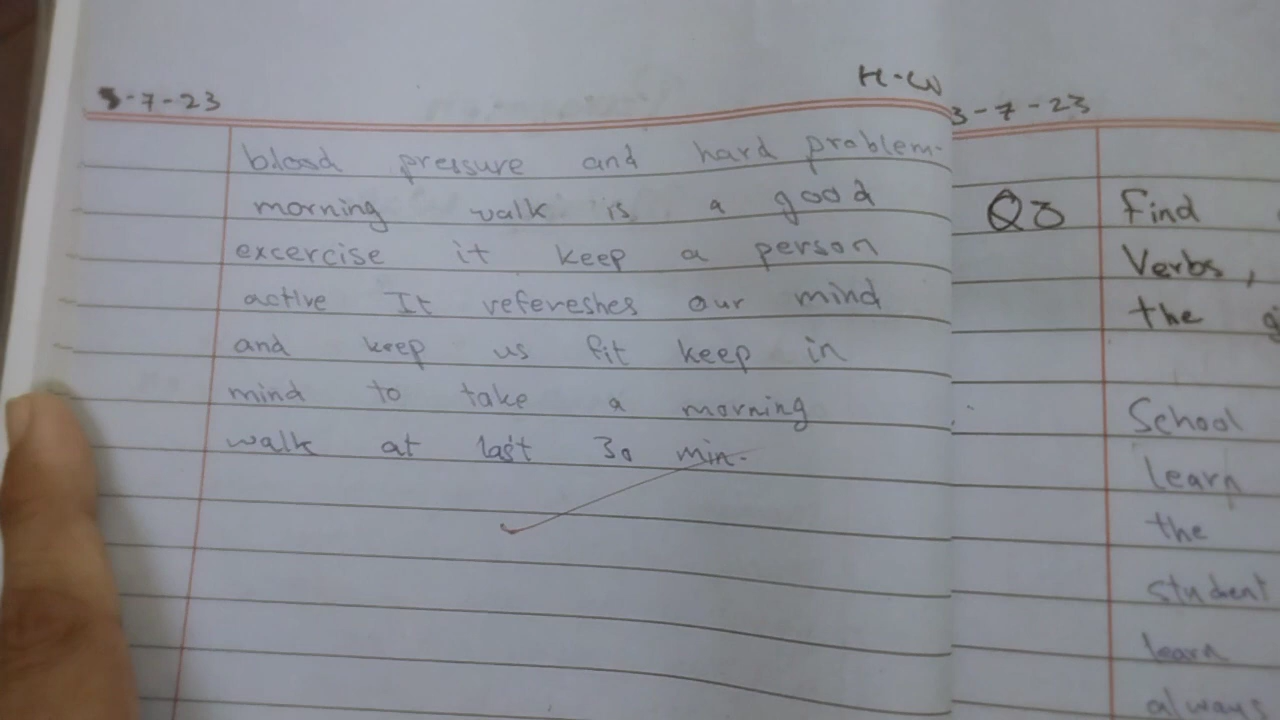 3-7-23
H-W
blood pressure and hard problem-
morning walk is a good
excercise it keep a person
active It refereshes our mind
and keep us fit keep in
mind to take a morning
walk at last 30 min.
3-7-23
Q3 Find
Verbs,
the
School
learn
the
student
learn
always